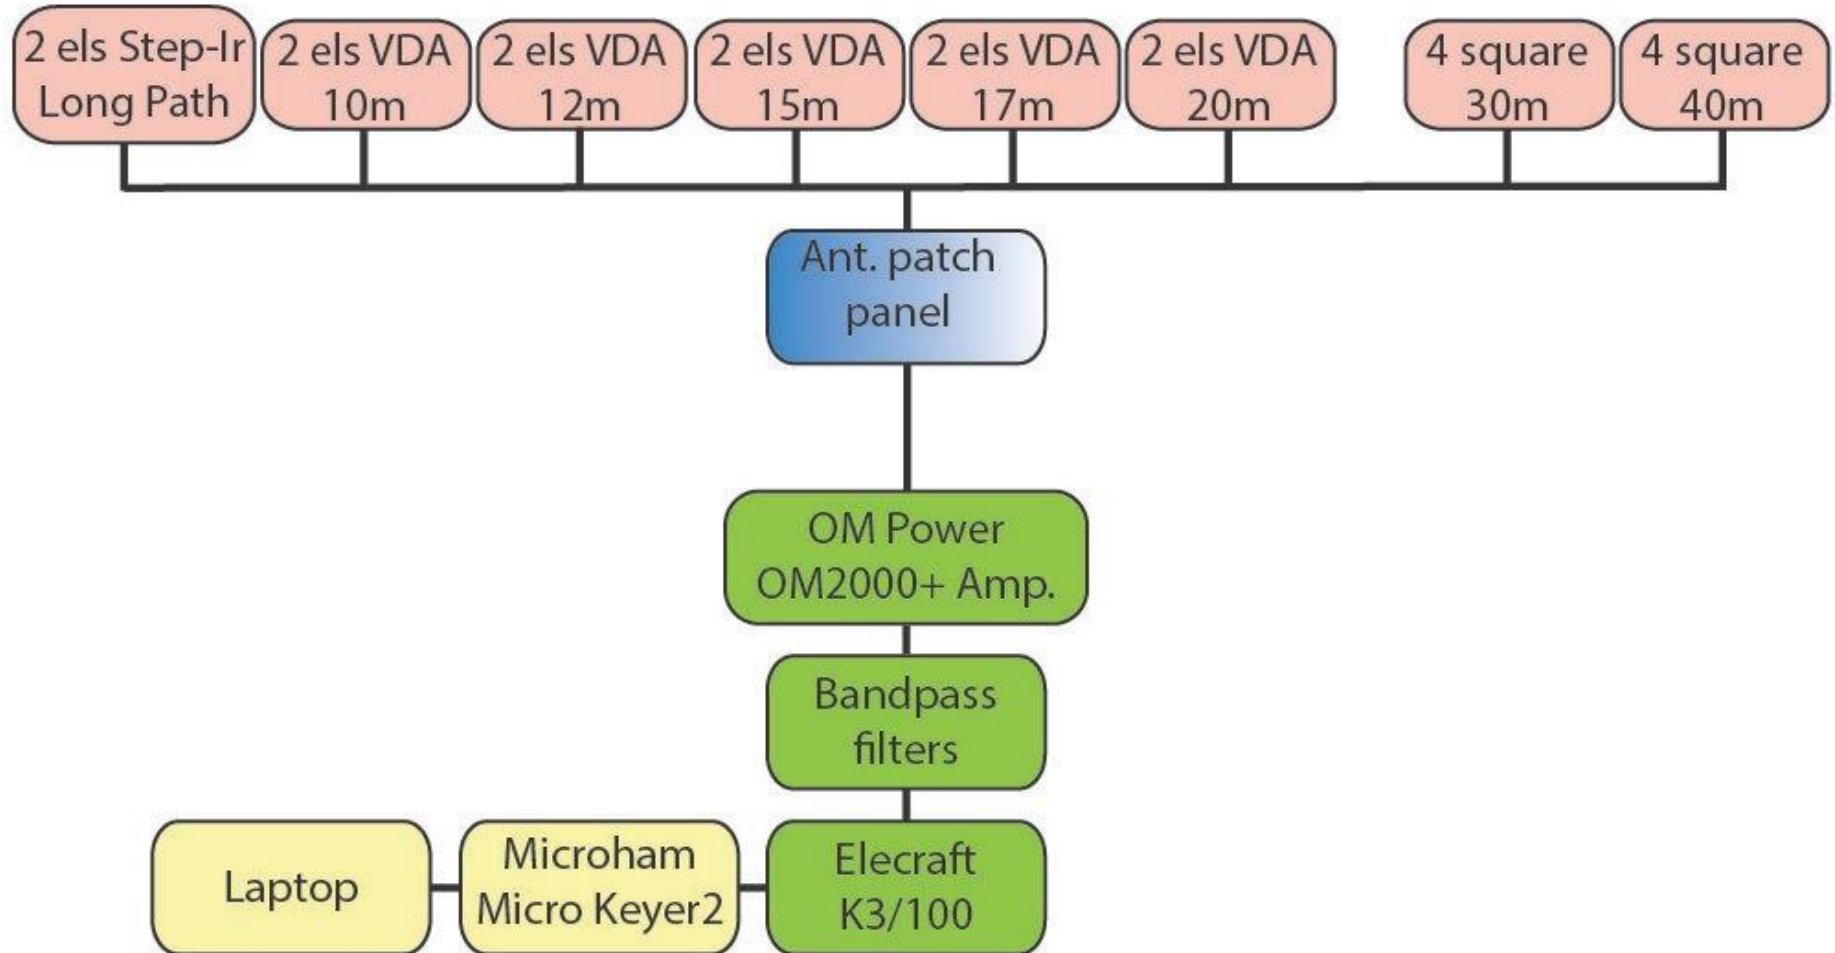 2 els Step-Ir
Long Path
2 els VDA
10m
2 els VDA
12m
2 els VDA
15m
2 els VDA
17m
2 els VDA
20m
4 square
30m
4 square
40m
Ant. patch
panel
OM Power
OM2000+ Amp.
Bandpass
filters
Laptop
Microham
Micro Keyer2
Elecraft
K3/100